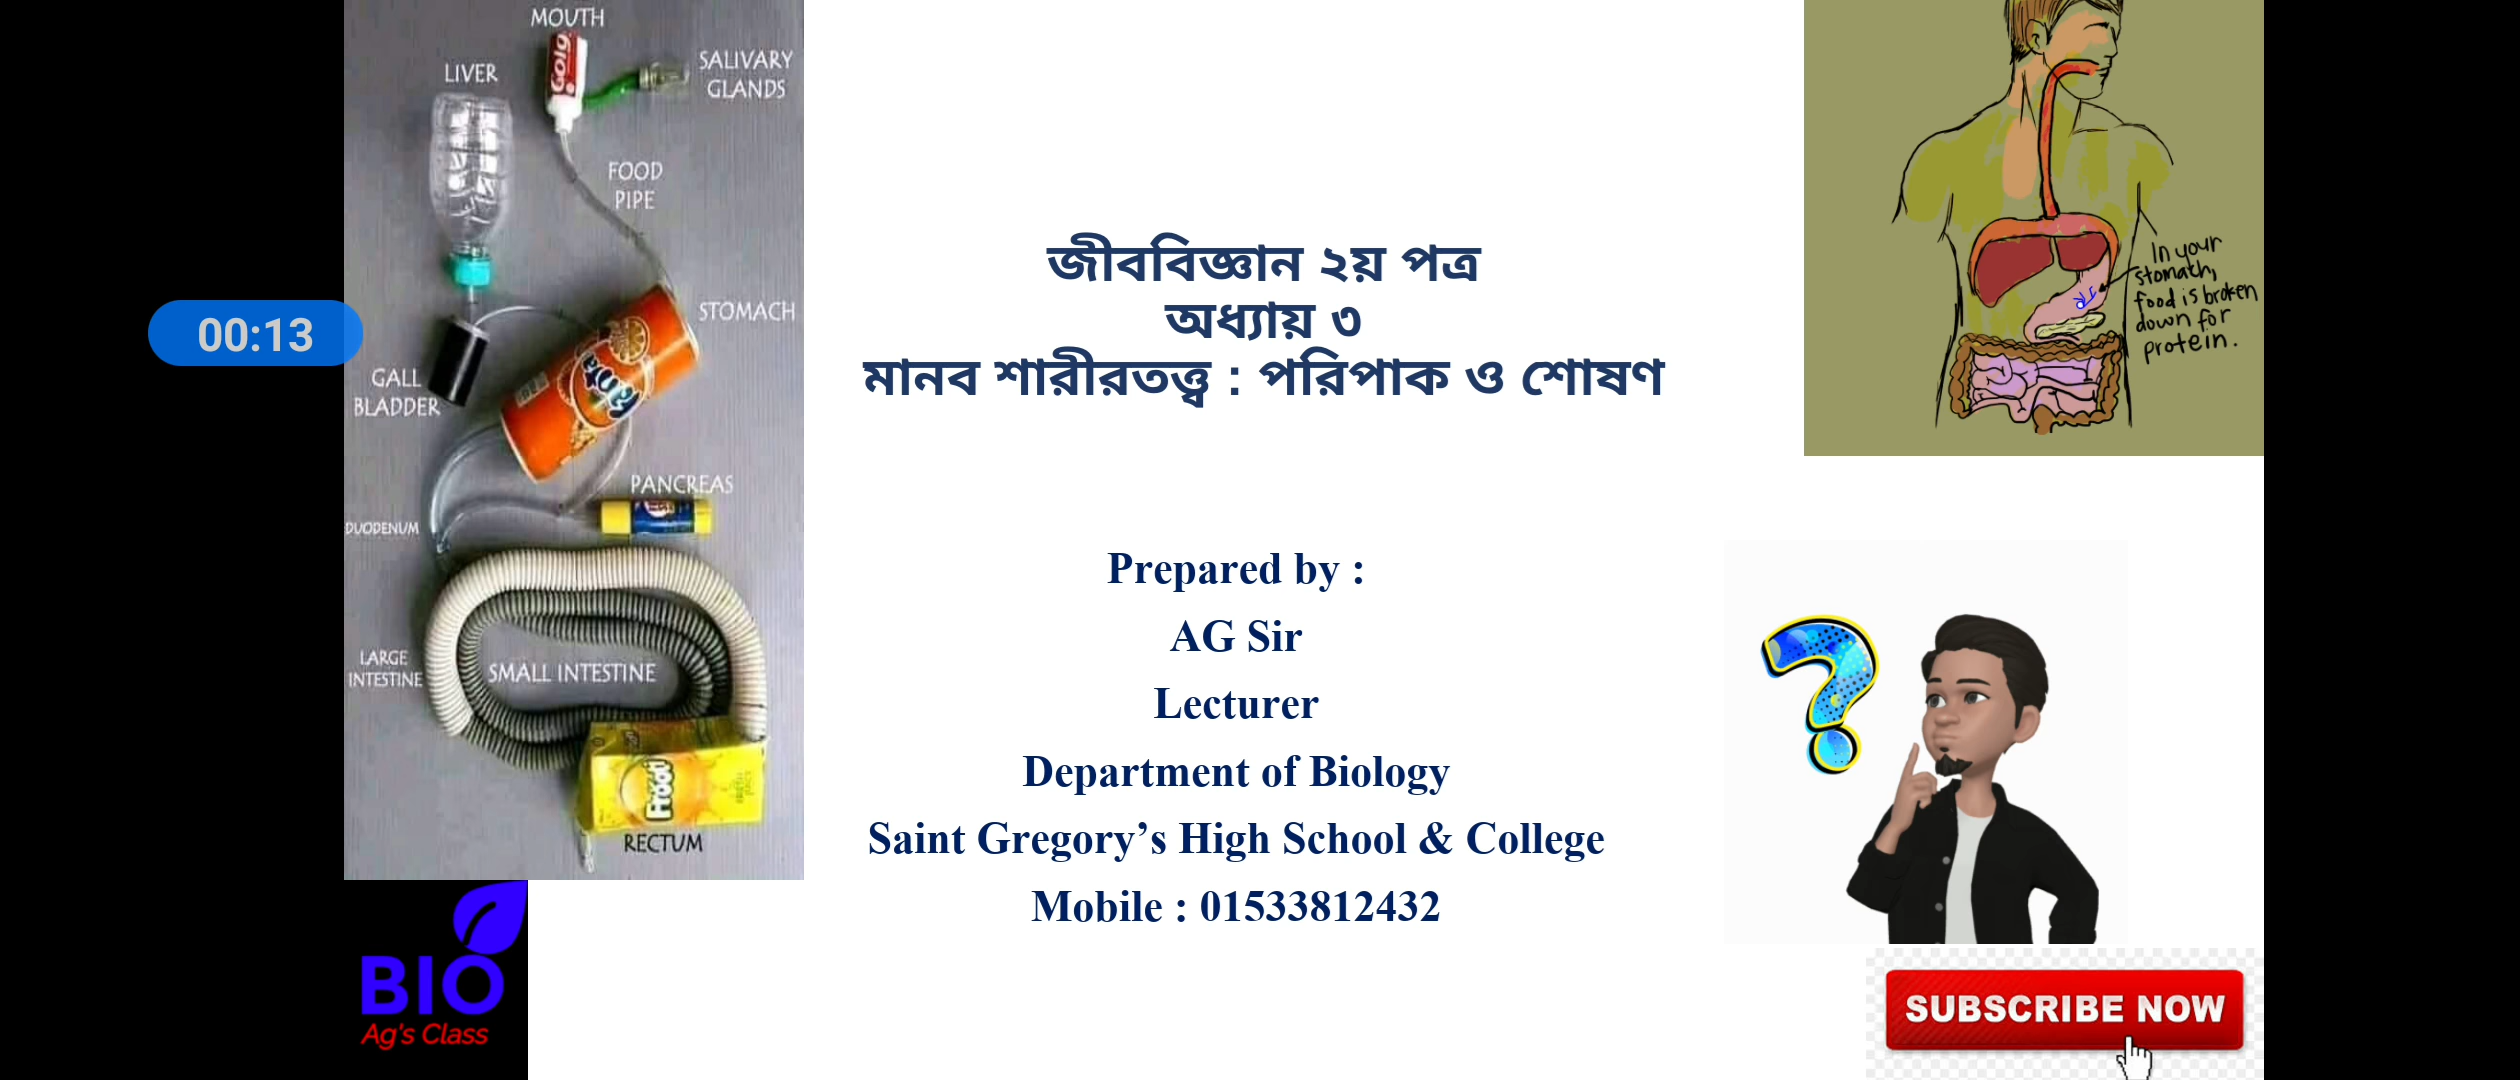 MOUTH
SALIVARY
GLANDS
LIVER
FOOD
PIPE
STOMACH
GALL
BLADDER
PANCREAS
DUODENUM
LARGE
INTESTINE
SMALL INTESTINE
Frooti
RECTUM
00:13
জীববিজ্ঞান ২য় পত্র
অধ্যায় ৩
মানব শারীরতত্ত্ব : পরিপাক ও শোষণ
Prepared by :
AG Sir
Lecturer
Department of Biology
Saint Gregory’s High School & College
Mobile : 01533812432
In your
stomach,
food is broken
down for
protein.
BIO
Ag's Class
SUBSCRIBE NOW